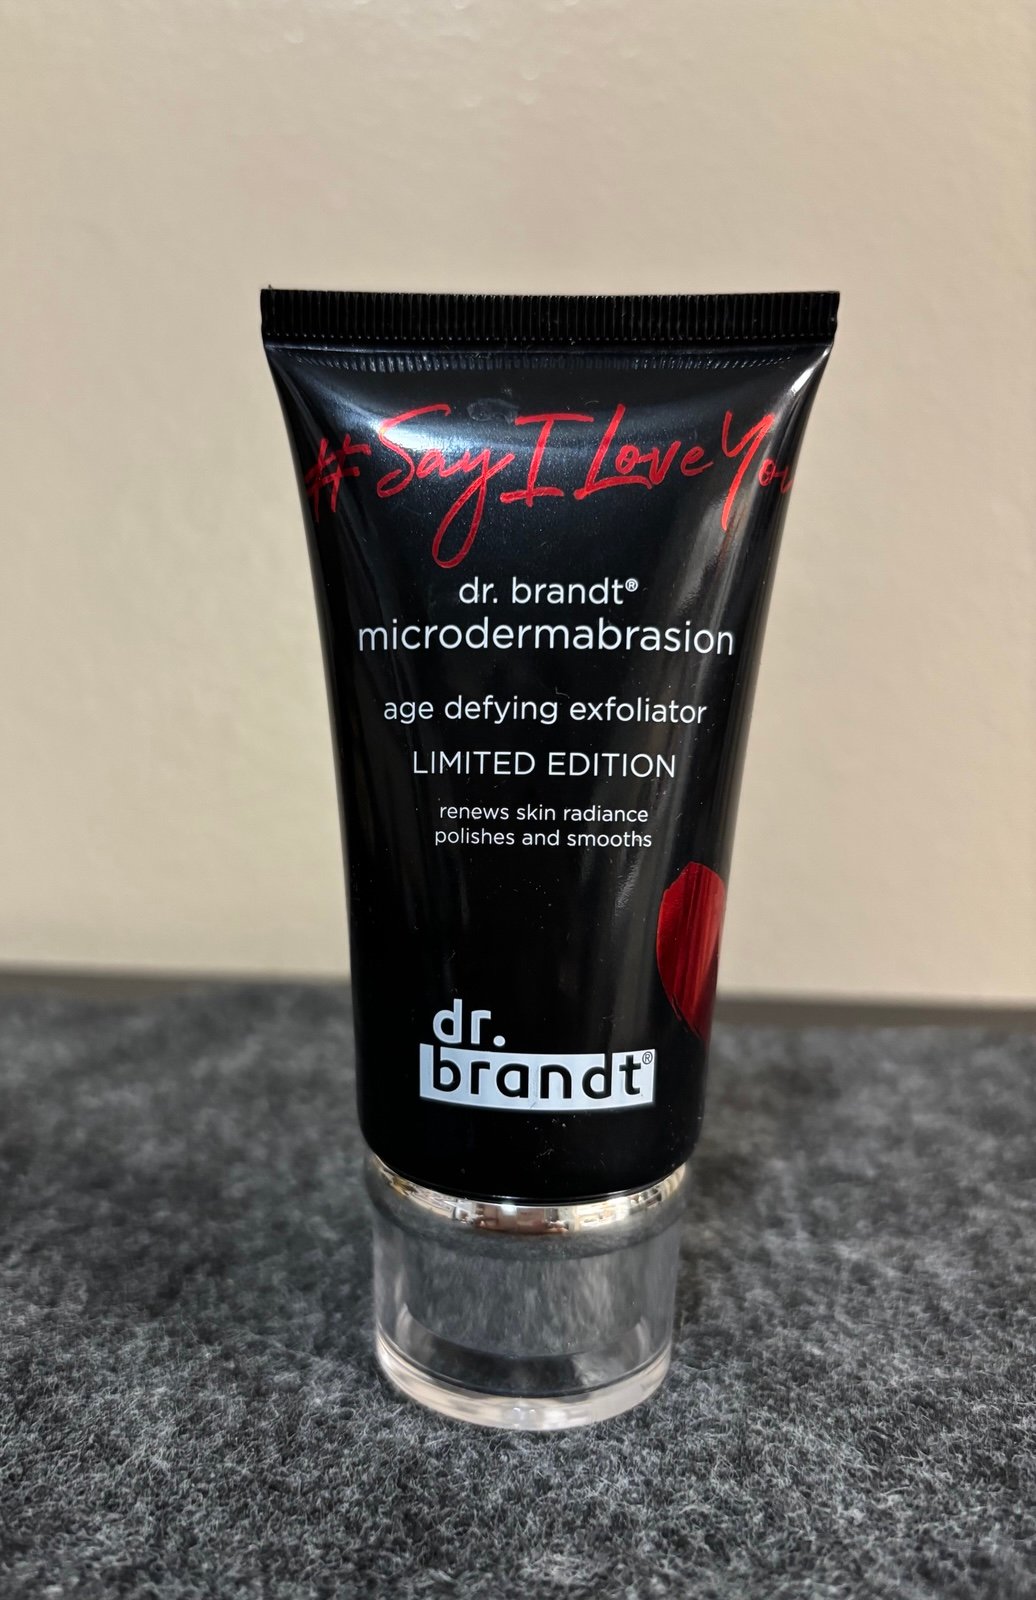 #Say I Love You
dr. brandt®
microdermabrasion
age defying exfoliator
LIMITED EDITION
renews skin radiance
polishes and smooths
dr.
brandt®